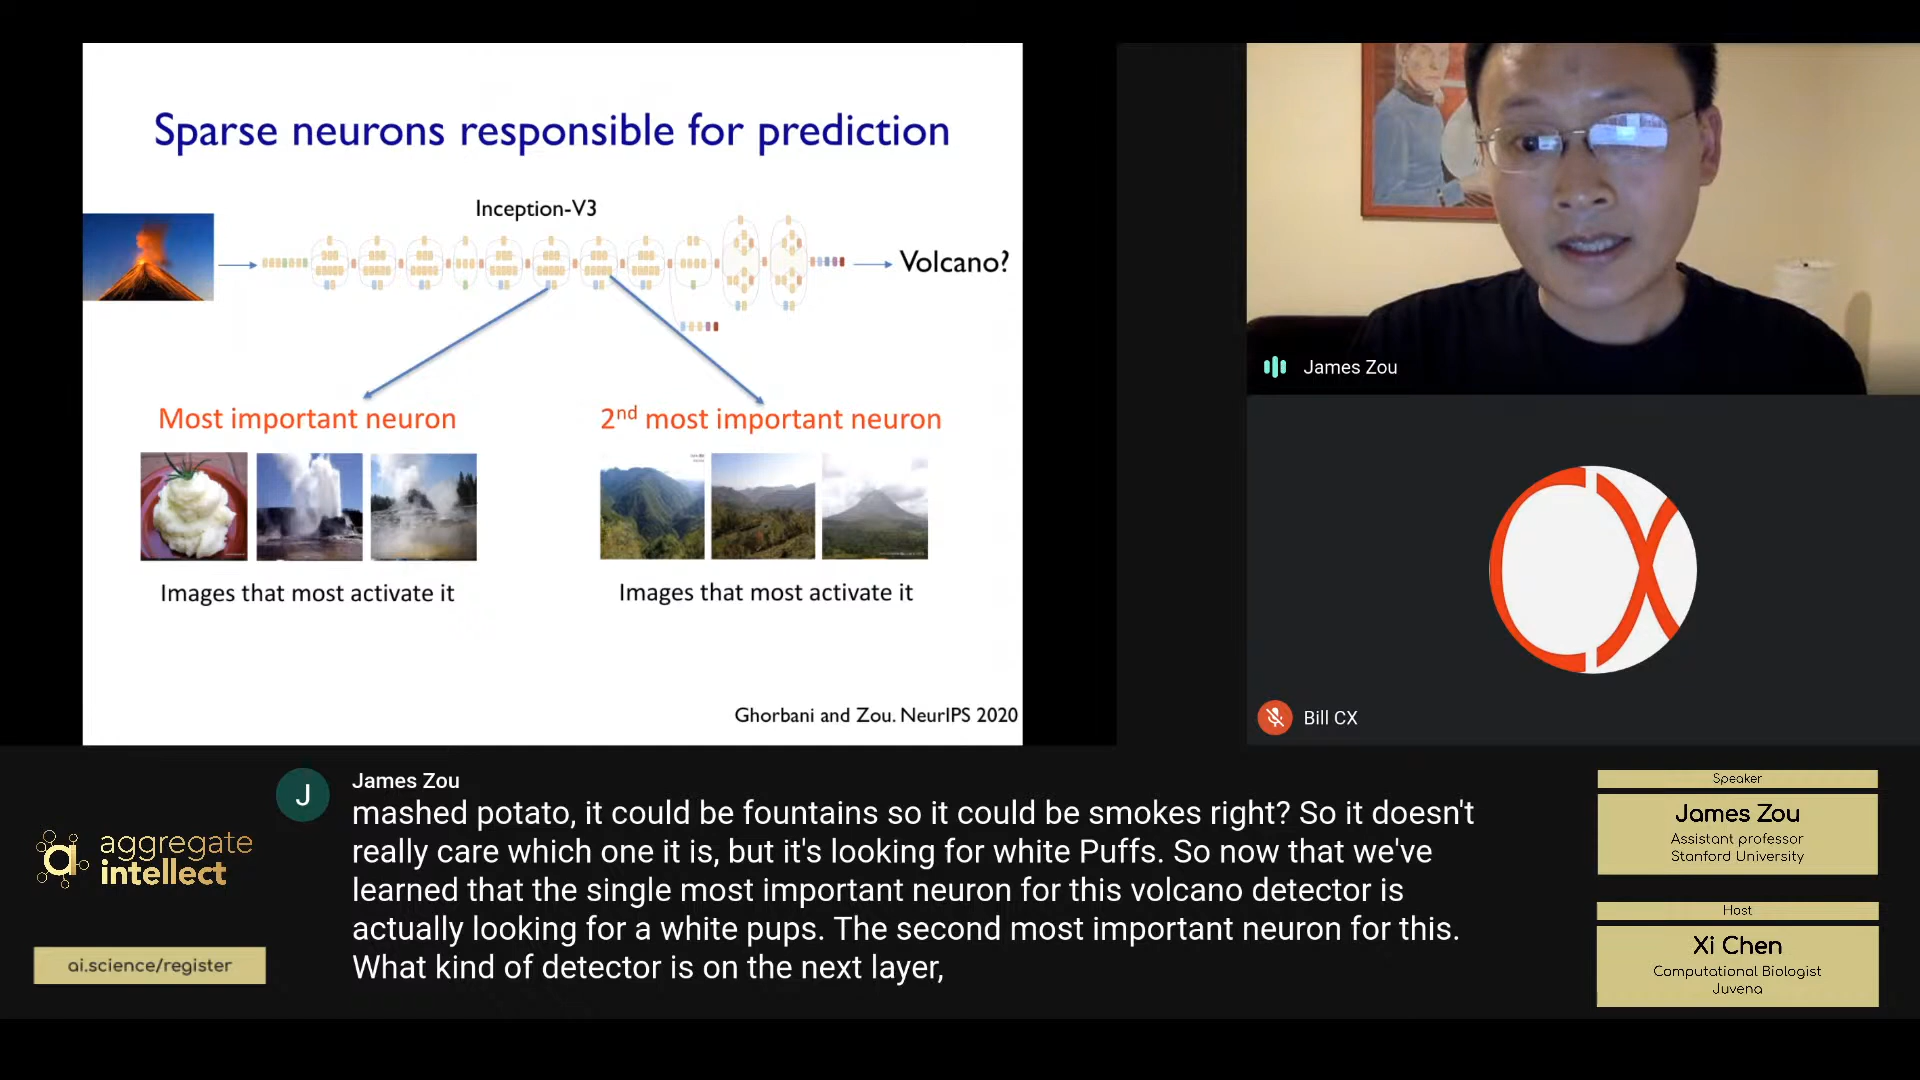 Sparse neurons responsible for prediction
Inception-V3
Volcano?
Most important neuron
2nd most important neuron
Images that most activate it
Images that most activate it
Ghorbani and Zou. NeurIPS 2020
James Zou
Bill CX
J
James Zou
mashed potato, it could be fountains so it could be smokes right? So it doesn't
really care which one it is, but it's looking for white Puffs. So now that we've
learned that the single most important neuron for this volcano detector is
actually looking for a white pups. The second most important neuron for this.
What kind of detector is on the next layer,
aggregate
intellect
ai.science/register
Speaker
James Zou
Assistant professor
Stanford University
Host
Xi Chen
Computational Biologist
Juvena